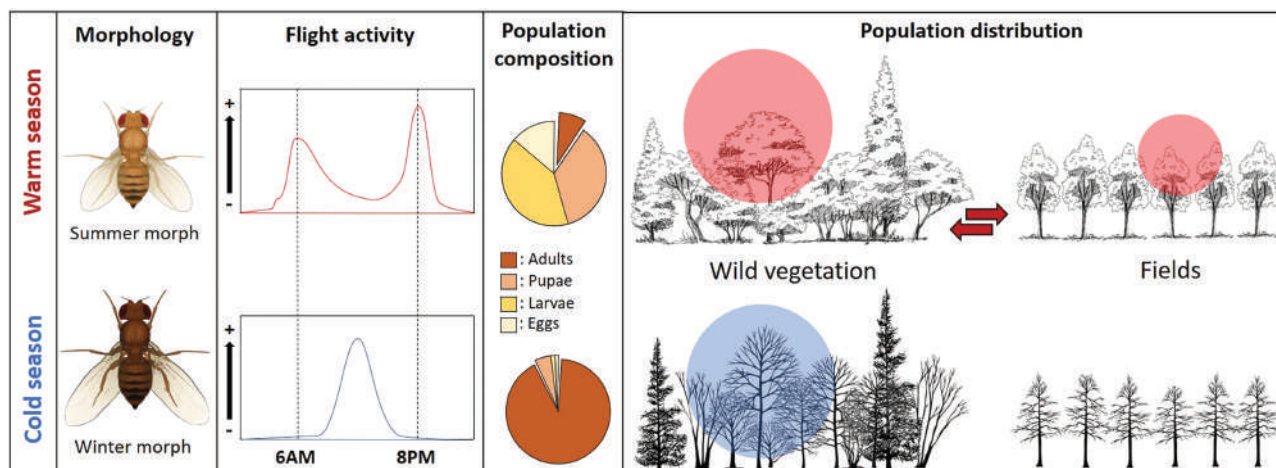 Morphology
Flight activity
Population
composition
Population distribution
Warm season
+
-
Summer morph
: Adults
: Pupae
: Larvae
: Eggs
Wild vegetation
Fields
Cold season
+
-
Winter morph
6AM
8PM